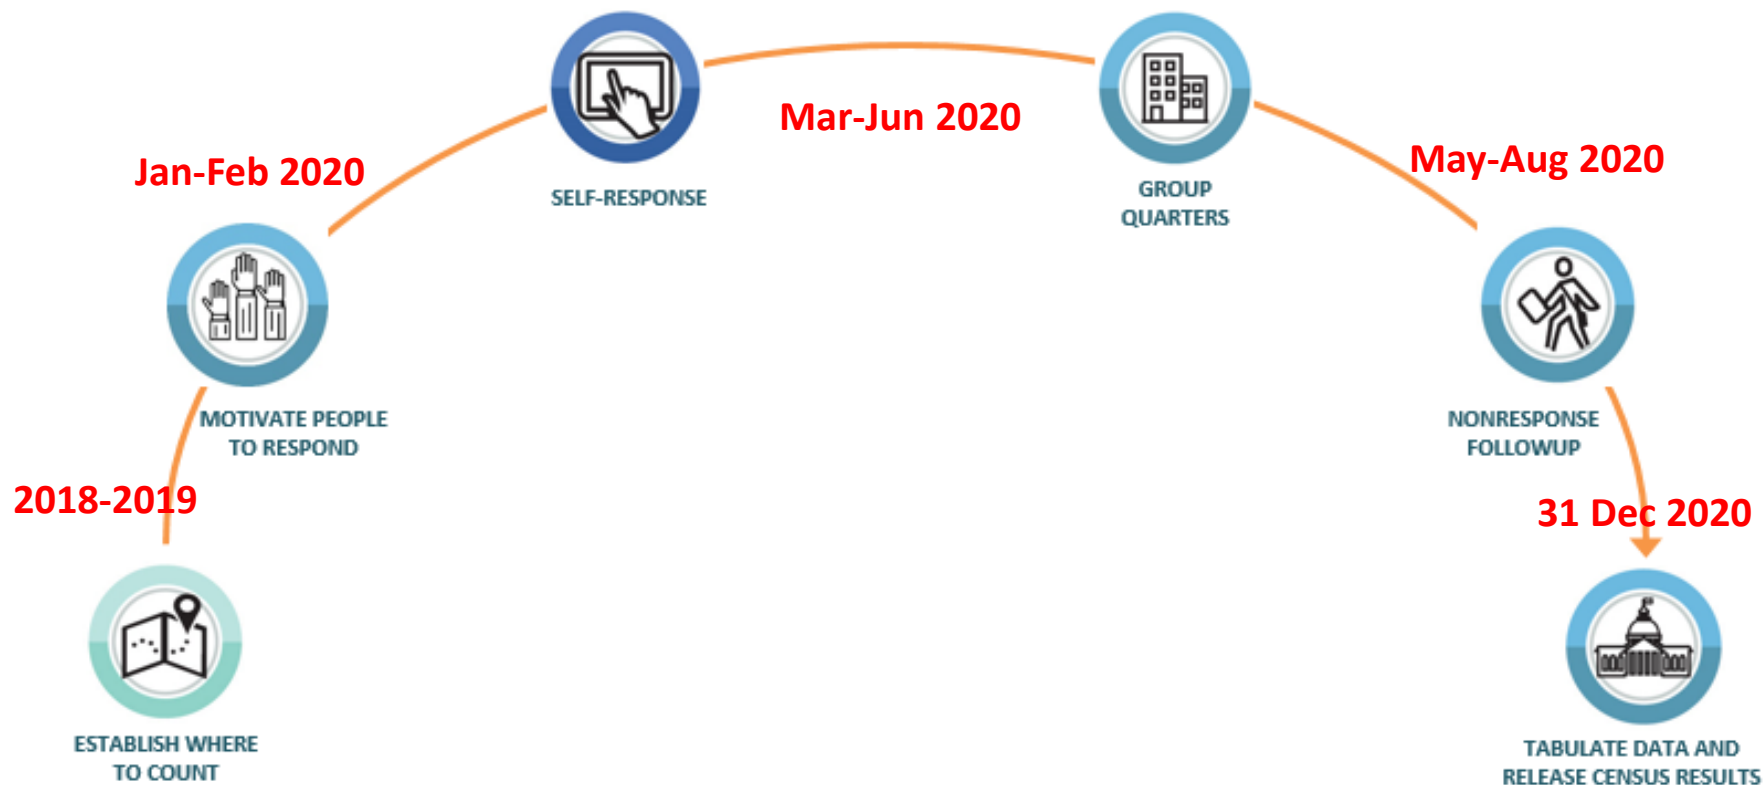 Mar-Jun 2020
Jan-Feb 2020
May-Aug 2020
SELF-RESPONSE
GROUP
QUARTERS
MOTIVATE PEOPLE
TO RESPOND
NONRESPONSE
FOLLOWUP
2018-2019
31 Dec 2020
ESTABLISH WHERE
TO COUNT
TABULATE DATA AND
RELEASE CENSUS RESULTS